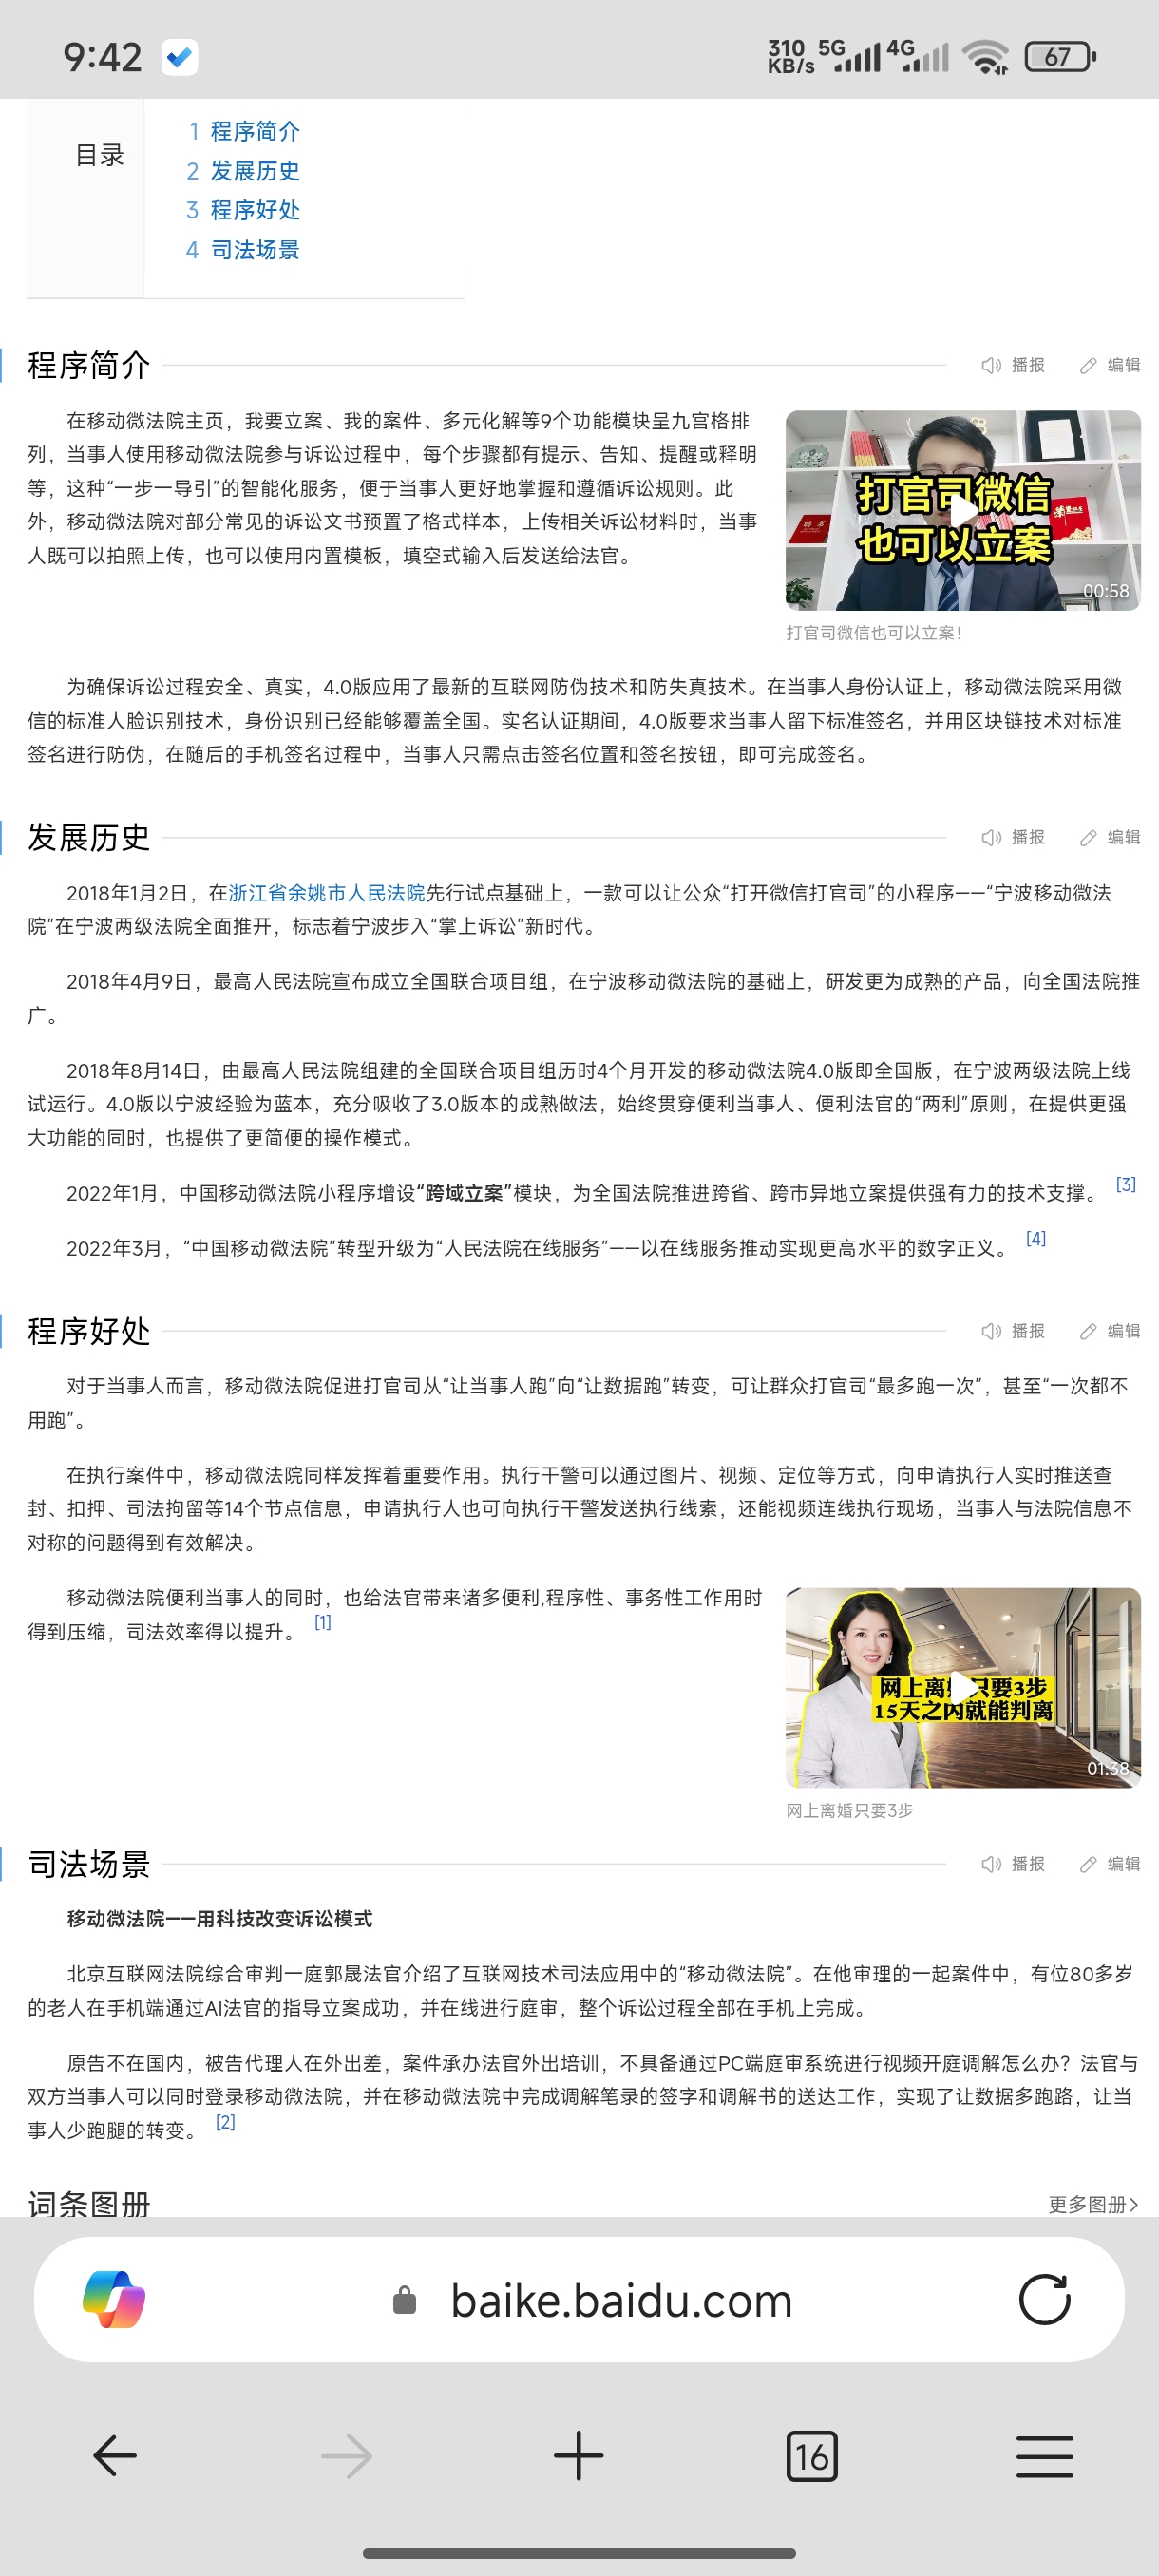 9:42
310 KB/s 5G 4G 67
目录
1 程序简介
2 发展历史
3 程序好处
4 司法场景
程序简介 播报 编辑
在移动微法院主页，我要立案、我的案件、多元化解等9个功能模块呈九宫格排
列，当事人使用移动微法院参与诉讼过程中，每个步骤都有提示、告知、提醒或释明
等，这种“一步一导引”的智能化服务，便于当事人更好地掌握和遵循诉讼规则。此
外，移动微法院对部分常见的诉讼文书预置了格式样本，上传相关诉讼材料时，当事
人既可以拍照上传，也可以使用内置模板，填空式输入后发送给法官。
打官司微信
也可以立案
00:58
打官司微信也可以立案！
为确保诉讼过程安全、真实，4.0版应用了最新的互联网防伪技术和防失真技术。在当事人身份认证上，移动微法院采用微
信的标准人脸识别技术，身份识别已经能够覆盖全国。实名认证期间，4.0版要求当事人留下标准签名，并用区块链技术对标准
签名进行防伪，在随后的手机签名过程中，当事人只需点击签名位置和签名按钮，即可完成签名。
发展历史 播报 编辑
2018年1月2日，在浙江省余姚市人民法院先行试点基础上，一款可以让公众“打开微信打官司”的小程序——“宁波移动微法
院”在宁波两级法院全面推开，标志着宁波步入“掌上诉讼”新时代。
2018年4月9日，最高人民法院宣布成立全国联合项目组，在宁波移动微法院的基础上，研发更为成熟的产品，向全国法院推
广。
2018年8月14日，由最高人民法院组建的全国联合项目组历时4个月开发的移动微法院4.0版即全国版，在宁波两级法院上线
试运行。4.0版以宁波经验为蓝本，充分吸收了3.0版本的成熟做法，始终贯穿便利当事人、便利法官的“两利”原则，在提供更强
大功能的同时，也提供了更简便的操作模式。
2022年1月，中国移动微法院小程序增设“跨域立案”模块，为全国法院推进跨省、跨市异地立案提供强有力的技术支撑。 [3]
2022年3月，“中国移动微法院”转型升级为“人民法院在线服务”——以在线服务推动实现更高水平的数字正义。 [4]
程序好处 播报 编辑
对于当事人而言，移动微法院促进打官司从“让当事人跑”向“让数据跑”转变，可让群众打官司“最多跑一次”，甚至“一次都不
用跑”。
在执行案件中，移动微法院同样发挥着重要作用。执行干警可以通过图片、视频、定位等方式，向申请执行人实时推送查
封、扣押、司法拘留等14个节点信息，申请执行人也可向执行干警发送执行线索，还能视频连线执行现场，当事人与法院信息不
对称的问题得到有效解决。
移动微法院便利当事人的同时，也给法官带来诸多便利,程序性、事务性工作用时
得到压缩，司法效率得以提升。 [1]
网上离婚只要3步
15天之内就能判离
01:38
网上离婚只要3步
司法场景 播报 编辑
移动微法院——用科技改变诉讼模式
北京互联网法院综合审判一庭郭晟法官介绍了互联网技术司法应用中的“移动微法院”。在他审理的一起案件中，有位80多岁
的老人在手机端通过AI法官的指导立案成功，并在线进行庭审，整个诉讼过程全部在手机上完成。
原告不在国内，被告代理人在外出差，案件承办法官外出培训，不具备通过PC端庭审系统进行视频开庭调解怎么办？法官与
双方当事人可以同时登录移动微法院，并在移动微法院中完成调解笔录的签字和调解书的送达工作，实现了让数据多跑路，让当
事人少跑腿的转变。 [2]
词条图册 更多图册>
baike.baidu.com
16